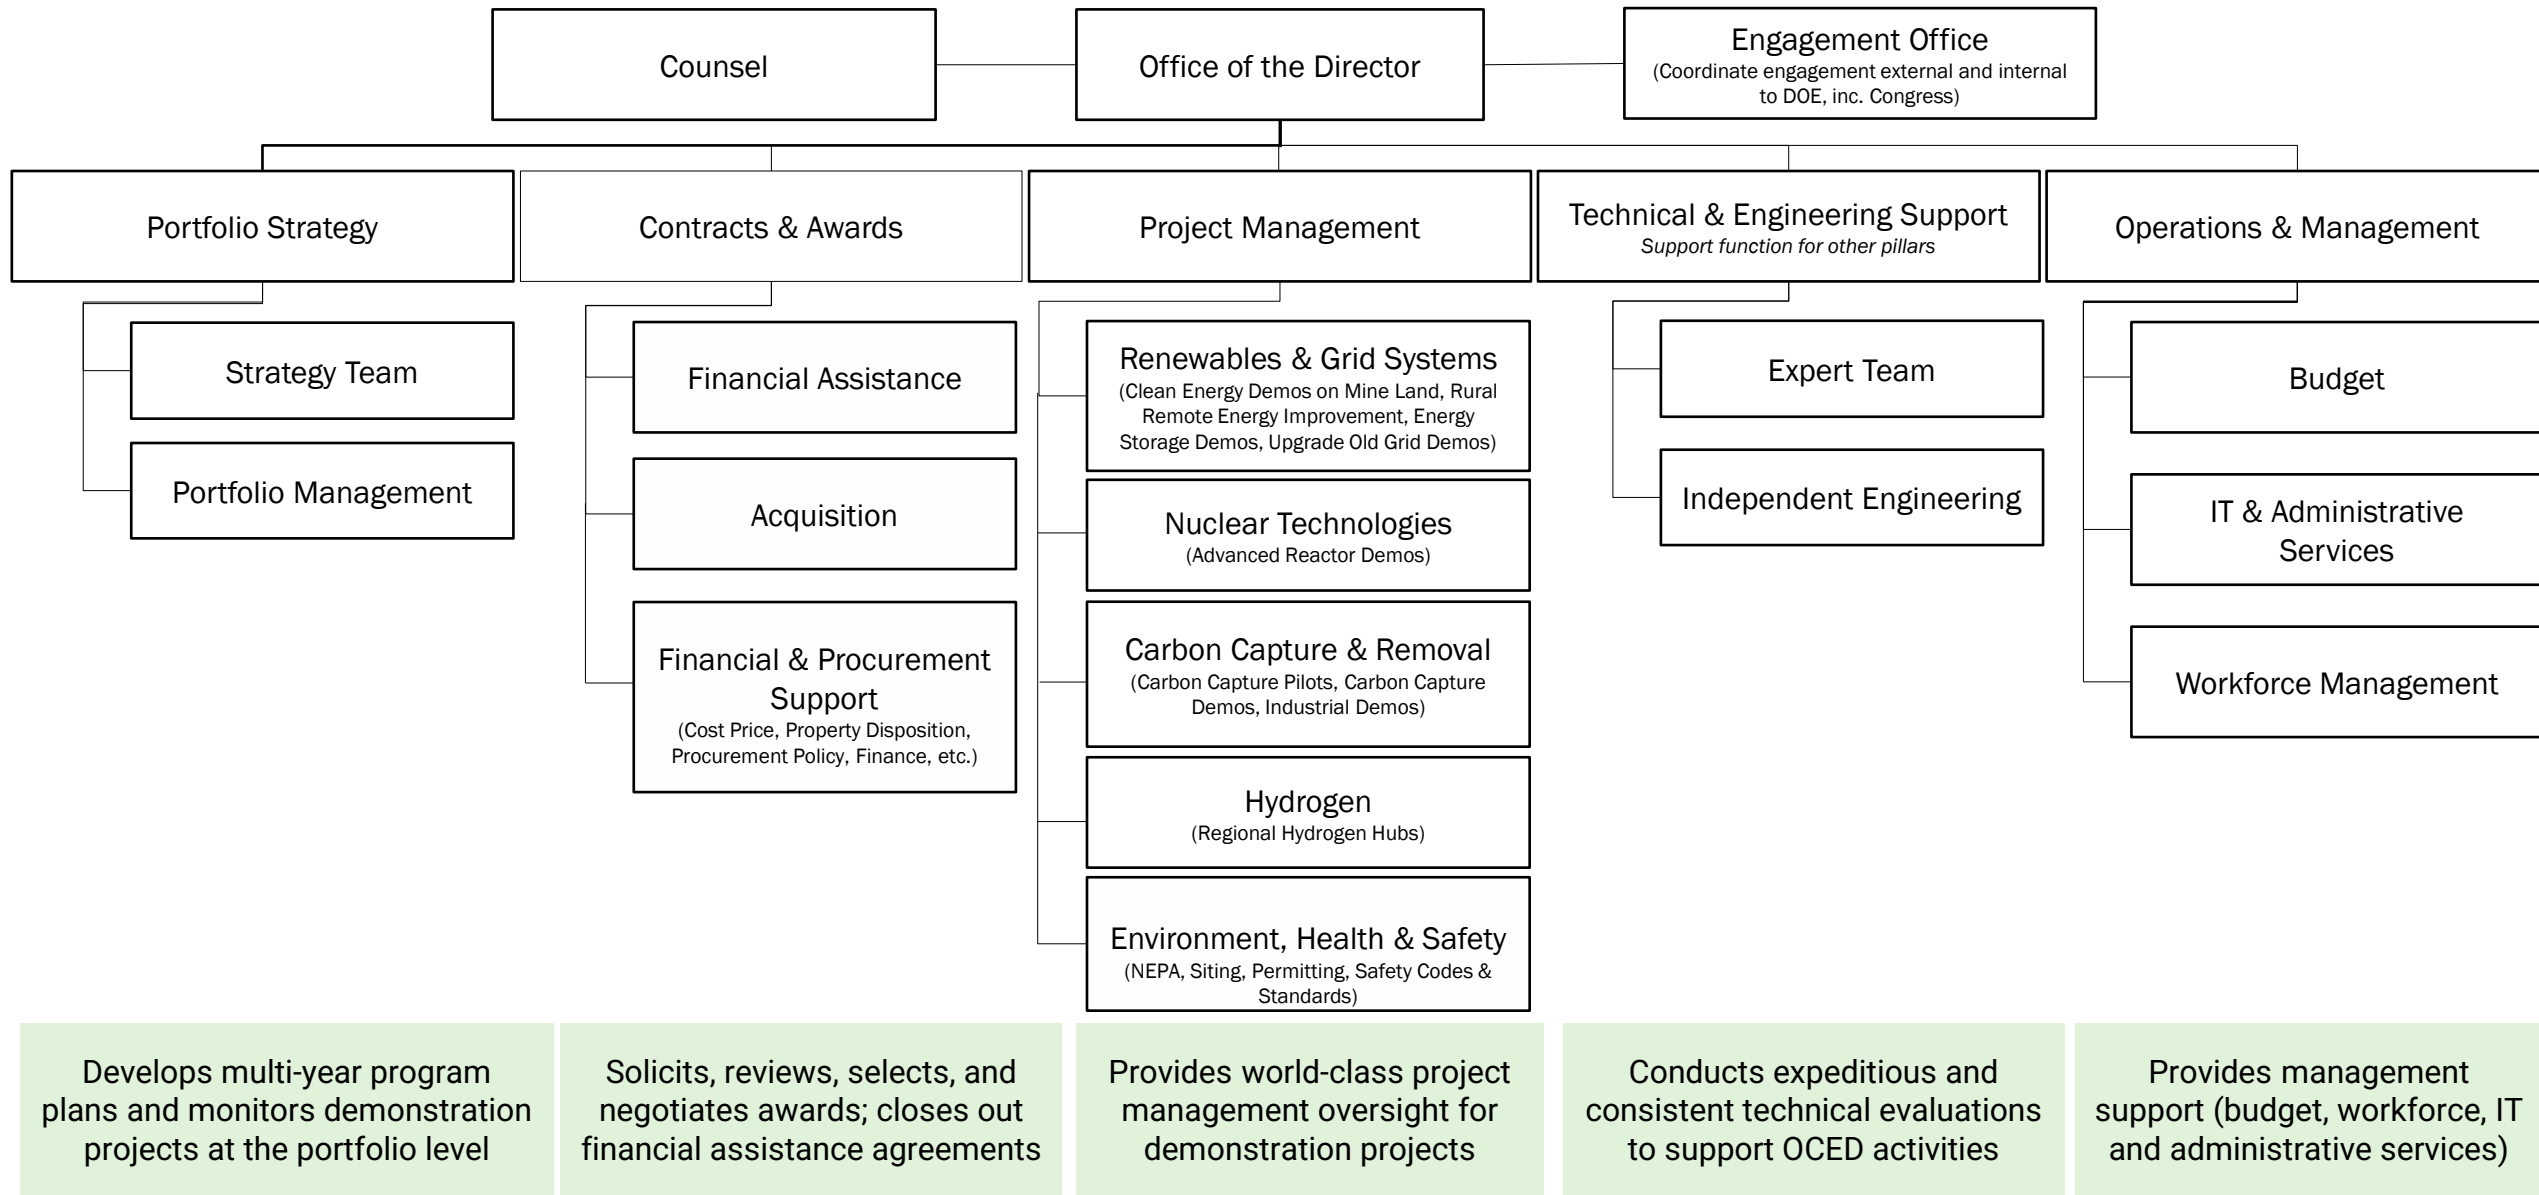 Counsel
Office of the Director
Engagement Office
(Coordinate engagement external and internal
to DOE, inc. Congress)
Portfolio Strategy
Contracts & Awards
Project Management
Technical & Engineering Support
Support function for other pillars
Operations & Management
Strategy Team
Portfolio Management
Financial Assistance
Acquisition
Financial & Procurement
Support
(Cost Price, Property Disposition,
Procurement Policy, Finance, etc.)
Renewables & Grid Systems
(Clean Energy Demos on Mine Land, Rural
Remote Energy Improvement, Energy
Storage Demos, Upgrade Old Grid Demos)
Nuclear Technologies
(Advanced Reactor Demos)
Carbon Capture & Removal
(Carbon Capture Pilots, Carbon Capture
Demos, Industrial Demos)
Hydrogen
(Regional Hydrogen Hubs)
Environment, Health & Safety
(NEPA, Siting, Permitting, Safety Codes &
Standards)
Expert Team
Independent Engineering
Budget
IT & Administrative
Services
Workforce Management
Develops multi-year program
plans and monitors demonstration
projects at the portfolio level
Solicits, reviews, selects, and
negotiates awards; closes out
financial assistance agreements
Provides world-class project
management oversight for
demonstration projects
Conducts expeditious and
consistent technical evaluations
to support OCED activities
Provides management
support (budget, workforce, IT
and administrative services)